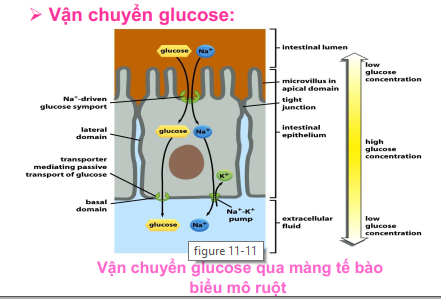 ➢ Vận chuyển glucose:
glucose Na⁺
intestinal lumen
low
glucose
concentration
microvillus in
apical domain
Na⁺-driven
glucose symport
tight
junction
lateral
domain
glucose Na⁺
intestinal
epithelium
high
glucose
concentration
transporter
mediating passive
transport of glucose
K⁺
basal
domain
Na⁺-K⁺
pump
glucose Na⁺
extracellular
fluid
low
glucose
concentration
figure 11-11
Vận chuyển glucose qua màng tế bào
biểu mô ruột